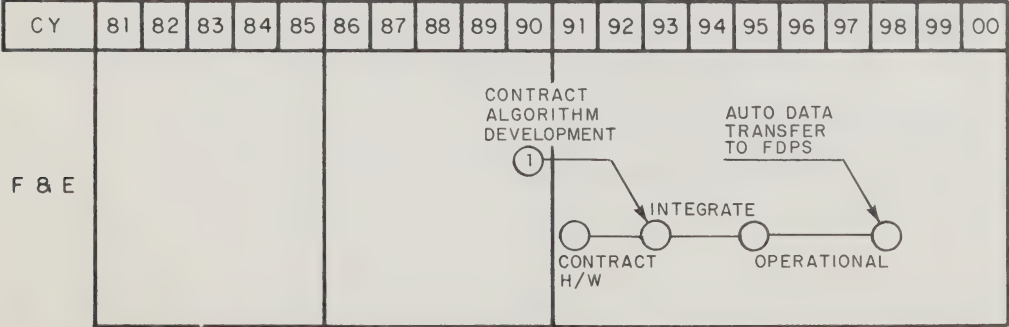 CY 81 82 83 84 85 86 87 88 89 90 91 92 93 94 95 96 97 98 99 00
CONTRACT
ALGORITHM
DEVELOPMENT
1
AUTO DATA
TRANSFER
TO FDPS
F & E
INTEGRATE
CONTRACT
H/W
OPERATIONAL